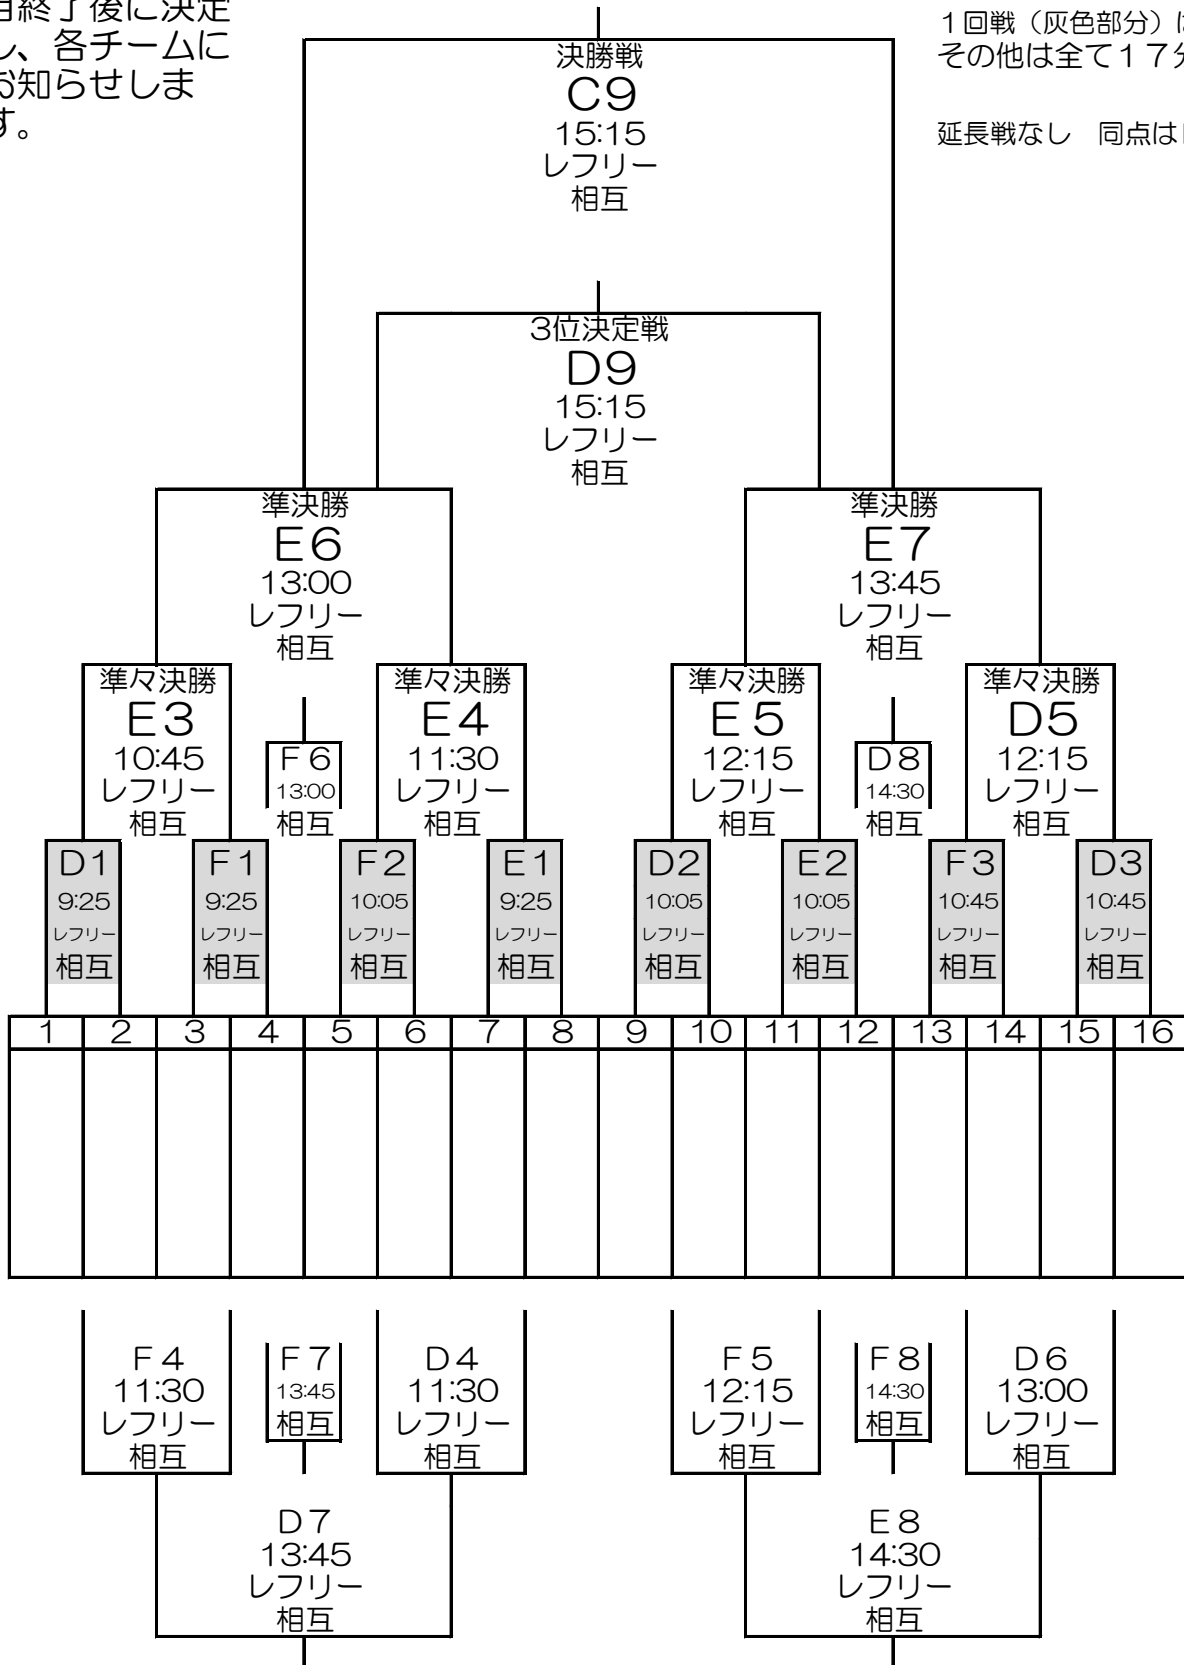 終了後に決定
し、各チームに
お知らせしま
す。
１回戦（灰色部分）は
その他は全て１７分
延長戦なし　同点は
決勝戦
C9
15:15
レフリー
相互
3位決定戦
D9
15:15
レフリー
相互
準決勝
E6
13:00
レフリー
相互
準決勝
E7
13:45
レフリー
相互
準々決勝
E3
10:45
レフリー
相互
F6
13:00
相互
準々決勝
E4
11:30
レフリー
相互
準々決勝
E5
12:15
レフリー
相互
D8
14:30
相互
準々決勝
D5
12:15
レフリー
相互
D1
9:25
レフリー
相互
F1
9:25
レフリー
相互
F2
10:05
レフリー
相互
E1
9:25
レフリー
相互
D2
10:05
レフリー
相互
E2
10:05
レフリー
相互
F3
10:45
レフリー
相互
D3
10:45
レフリー
相互
1 2 3 4 5 6 7 8 9 10 11 12 13 14 15 16
F4
11:30
レフリー
相互
F7
13:45
相互
D4
11:30
レフリー
相互
F5
12:15
レフリー
相互
F8
14:30
相互
D6
13:00
レフリー
相互
D7
13:45
レフリー
相互
E8
14:30
レフリー
相互